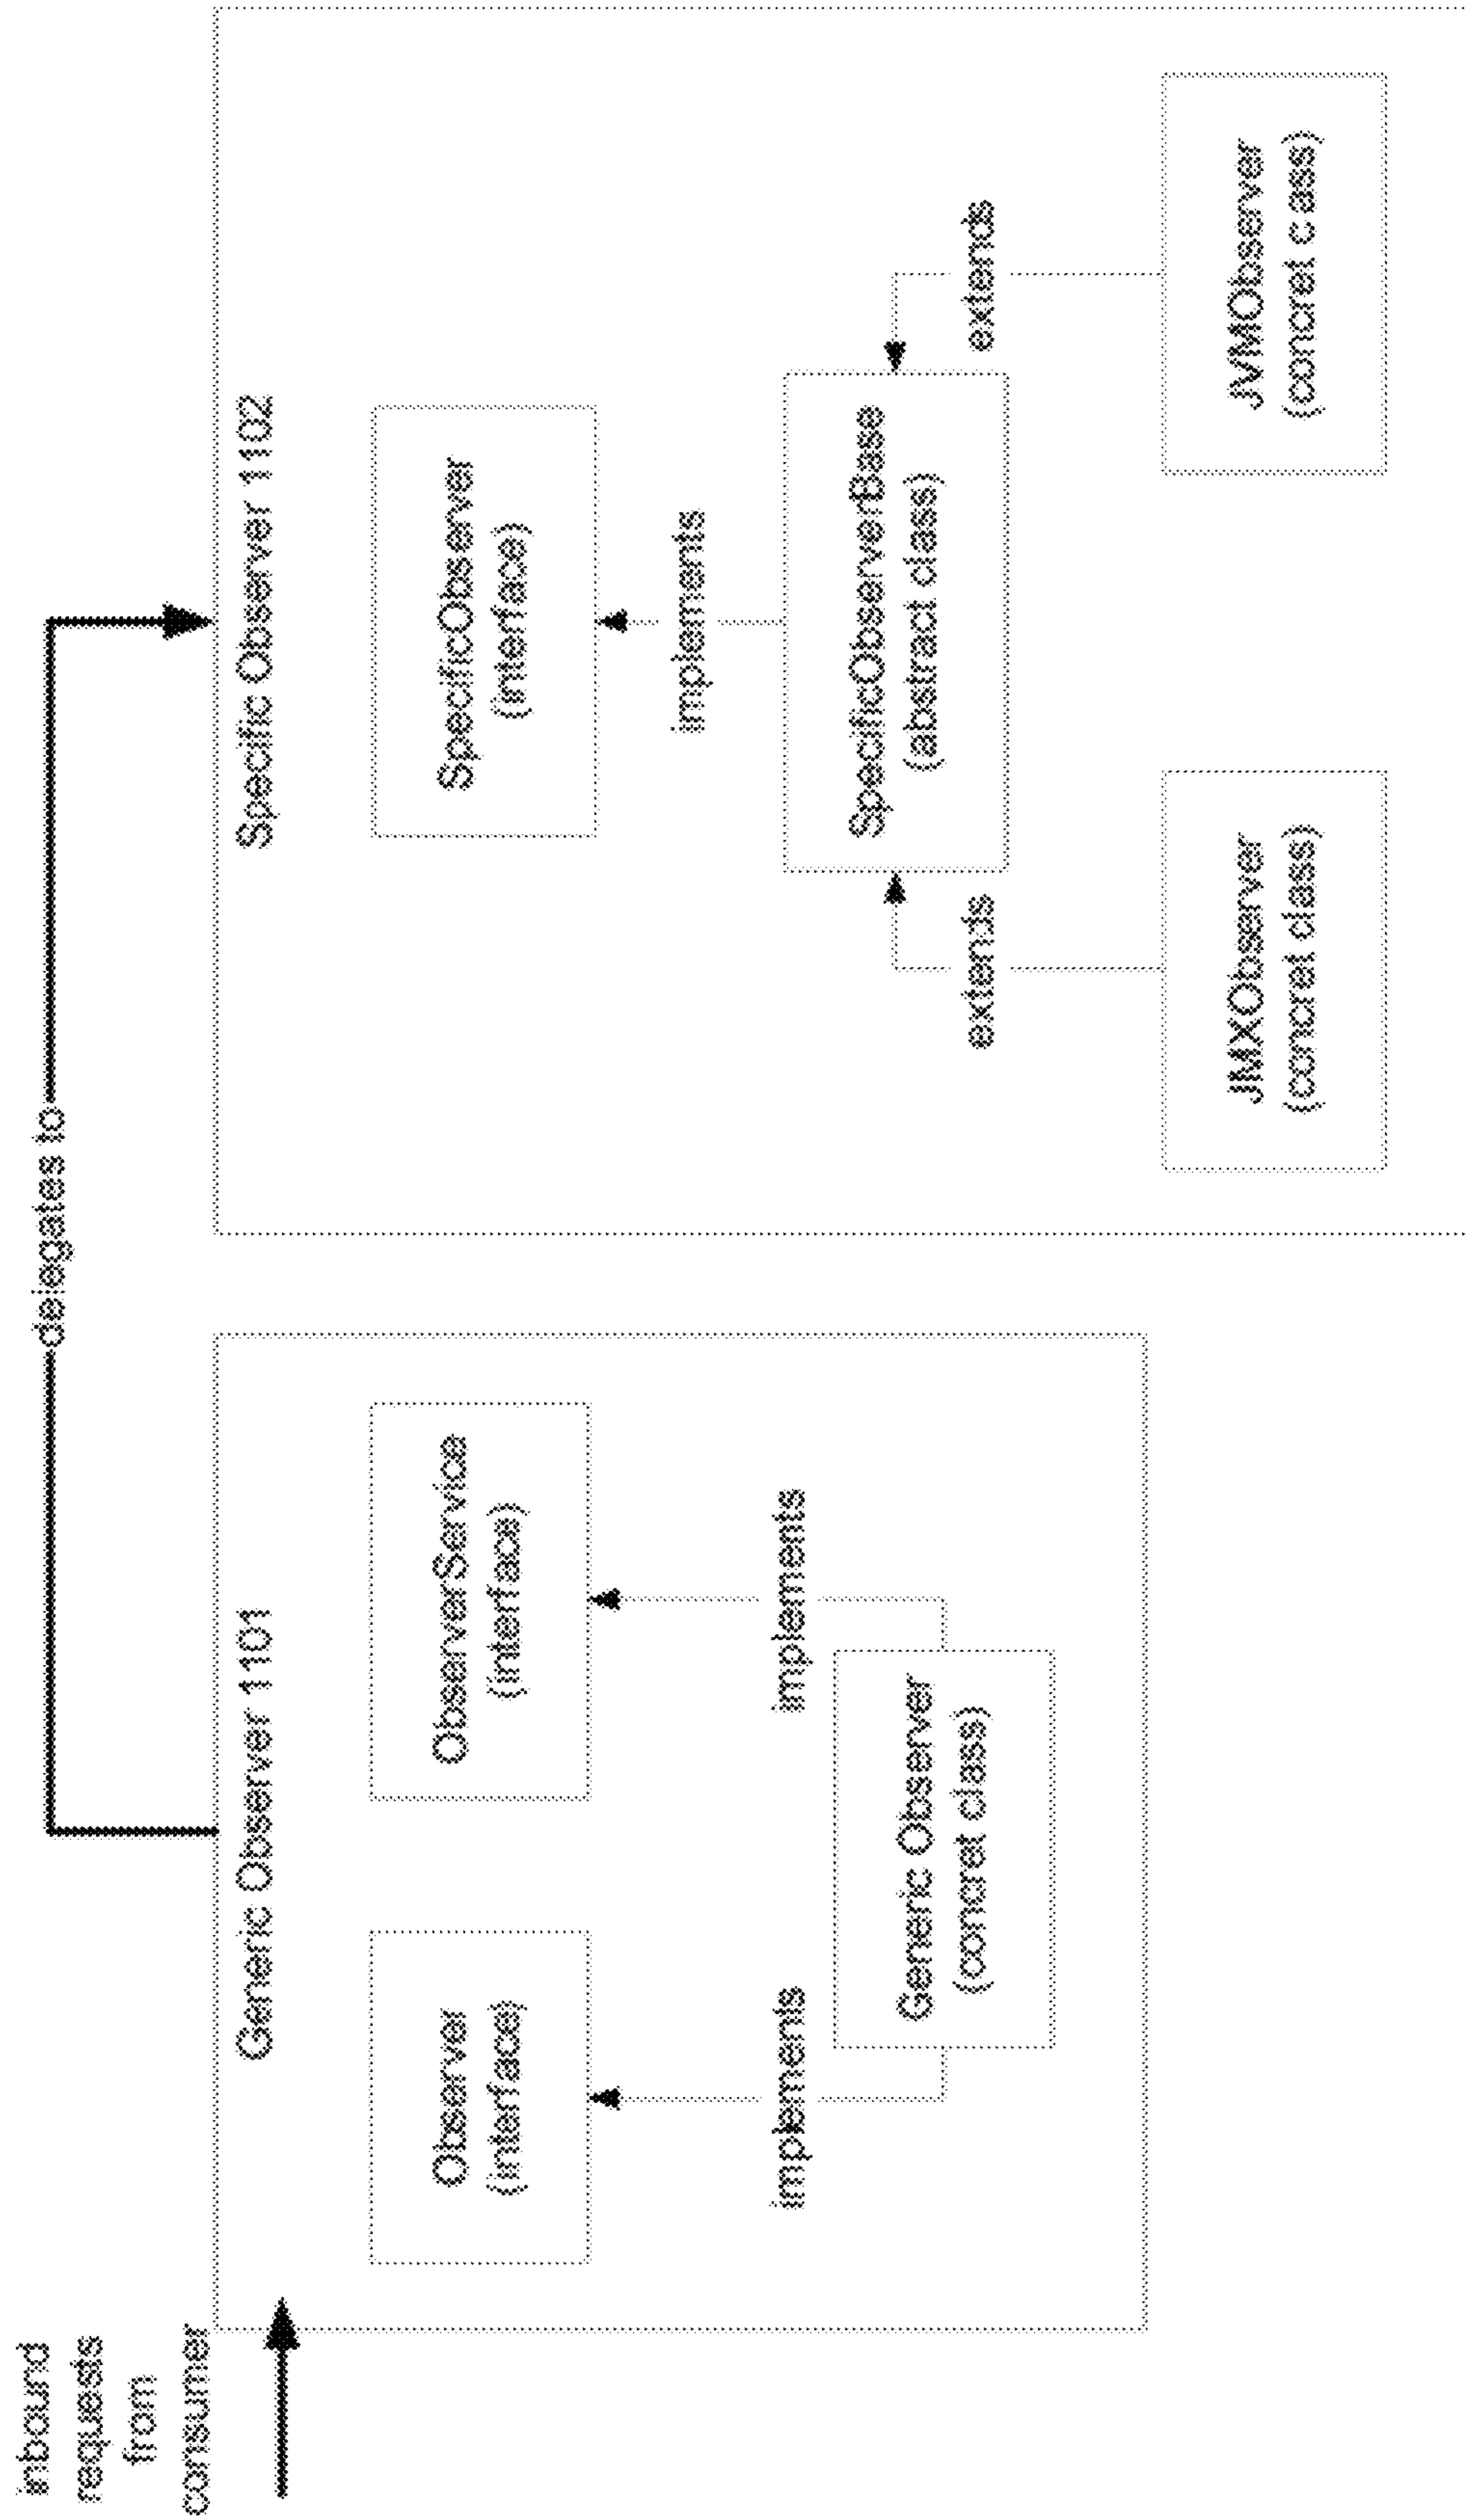 inbound
requests
from
consumer
delegates to
Generic Observer 1101
Observer
(interface)
ObserverService
(interface)
implements
implements
Generic Observer
(concret class)
Specific Observer 1102
SpecificObserver
(interface)
implements
SpecificObserverBase
(abstract class)
extends
extends
JMXObserver
(concret class)
JVMObserver
(concret c ass)